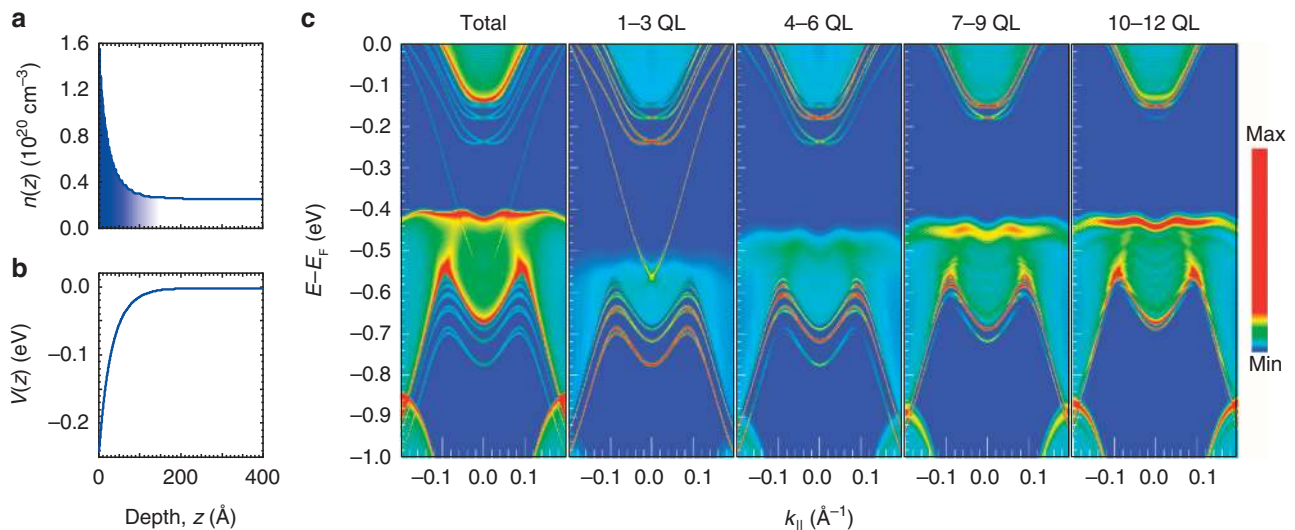 a
n(z) (10²⁰ cm⁻³)
1.6
1.2
0.8
0.4
0.0
0 200 400
b
V(z) (eV)
0.0
−0.1
−0.2
0 200 400
Depth, z (Å)
c
Total 1–3 QL 4–6 QL 7–9 QL 10–12 QL
E–E_F (eV)
0.0
−0.1
−0.2
−0.3
−0.4
−0.5
−0.6
−0.7
−0.8
−0.9
−1.0
−0.1 0.0 0.1 −0.1 0.0 0.1 −0.1 0.0 0.1 −0.1 0.0 0.1 −0.1 0.0 0.1
k_|| (Å⁻¹)
Max
Min